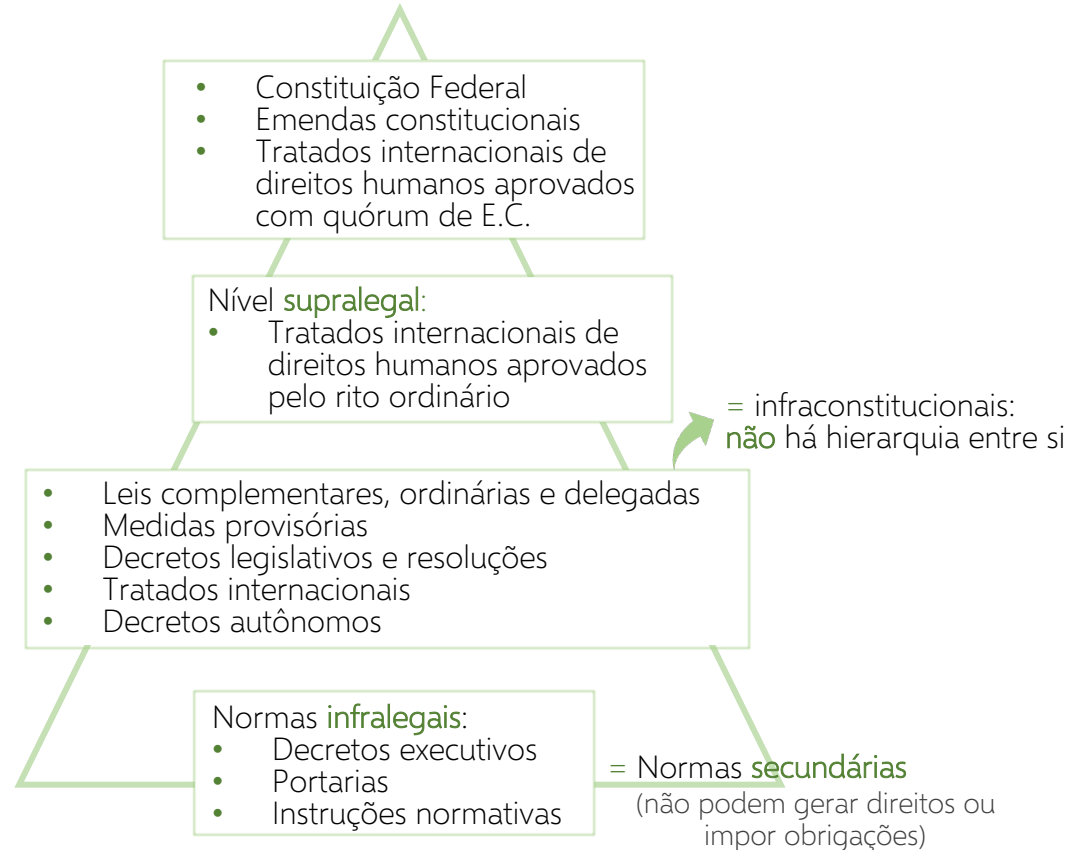 • Constituição Federal
• Emendas constitucionais
• Tratados internacionais de
direitos humanos aprovados
com quórum de E.C.
Nível supralegal:
• Tratados internacionais de
direitos humanos aprovados
pelo rito ordinário
= infraconstitucionais:
não há hierarquia entre si
• Leis complementares, ordinárias e delegadas
• Medidas provisórias
• Decretos legislativos e resoluções
• Tratados internacionais
• Decretos autônomos
Normas infralegais:
• Decretos executivos
• Portarias
• Instruções normativas
= Normas secundárias
(não podem gerar direitos ou
impor obrigações)